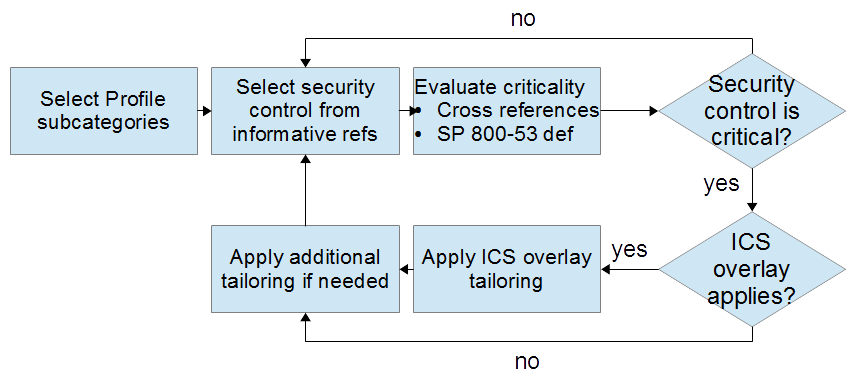 no
Select Profile
subcategories
Select security
control from
informative refs
Evaluate criticality
• Cross references
• SP 800-53 def
Security
control is
critical?
yes
Apply additional
tailoring if needed
Apply ICS overlay
tailoring
yes
ICS
overlay
applies?
no